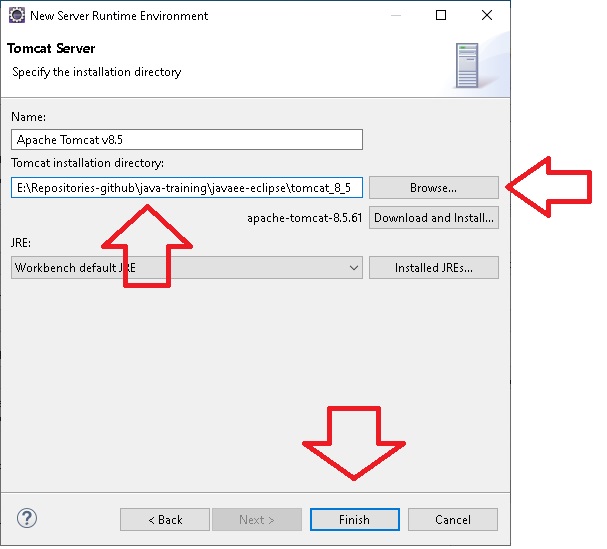 New Server Runtime Environment
Tomcat Server
Specify the installation directory
Name:
Apache Tomcat v8.5
Tomcat installation directory:
E:\Repositories-github\java-training\javaee-eclipse\tomcat_8_5
Browse...
apache-tomcat-8.5.61
Download and Install...
JRE:
Workbench default JRE
Installed JREs...
?
< Back
Next >
Finish
Cancel